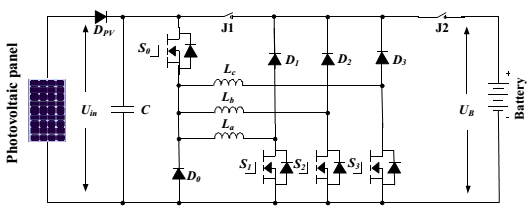 Photovoltaic panel
D_PV
U_in
C
S_0
J1
L_c
L_b
L_a
D_0
D_1
D_2
D_3
S_1
S_2
S_3
J2
U_B
+
-
Battery